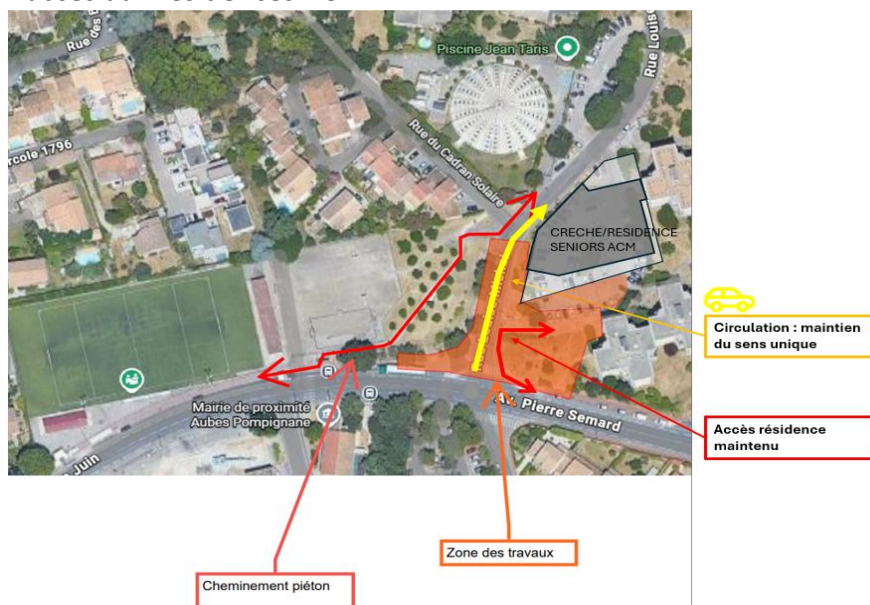 Rue des
Piscine Jean Taris
Rue Louise
Rue du Cadran Solaire
rcole 1796
CRECHE/RESIDENCE
SENIORS ACM
Circulation : maintien
du sens unique
Mairie de proximité
Aubes Pompignane
Av. Pierre Semard
Juin
Accès résidence
maintenu
Zone des travaux
Cheminement piéton